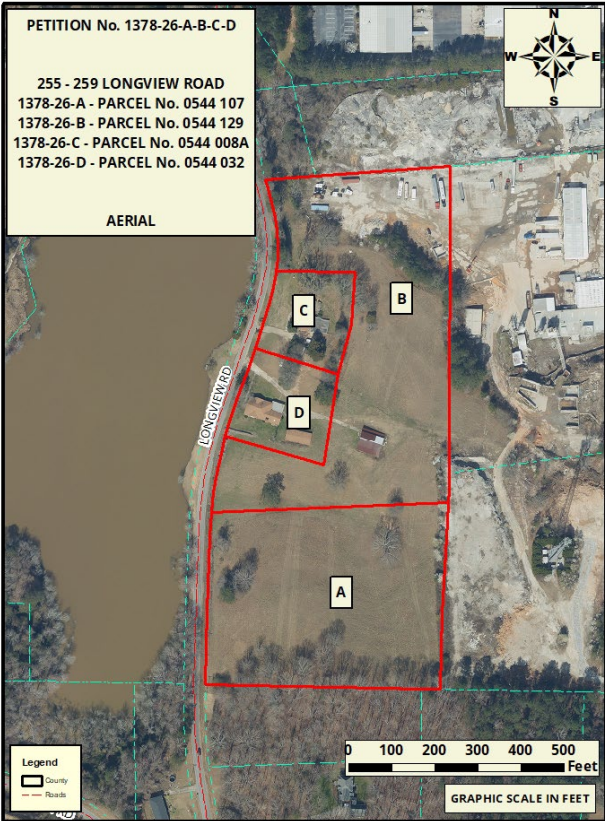 PETITION No. 1378-26-A-B-C-D
255 - 259 LONGVIEW ROAD
1378-26-A - PARCEL No. 0544 107
1378-26-B - PARCEL No. 0544 129
1378-26-C - PARCEL No. 0544 008A
1378-26-D - PARCEL No. 0544 032
AERIAL
N
W E
S
C
B
D
LONGVIEW RD
A
Legend
County
Roads
0 100 200 300 400 500
Feet
GRAPHIC SCALE IN FEET